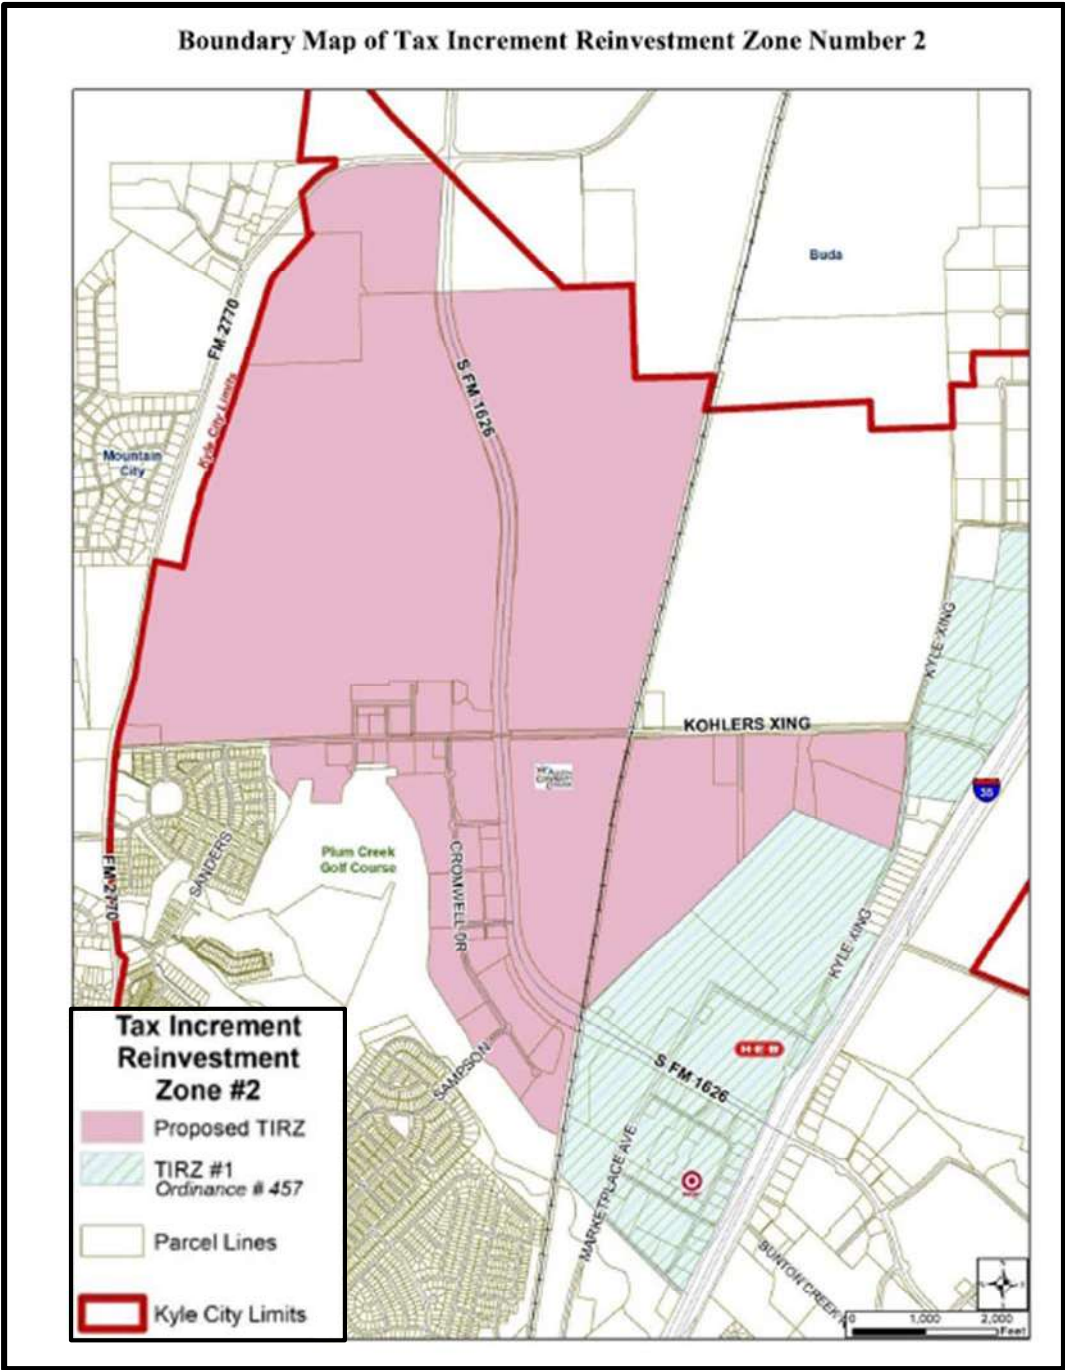 Boundary Map of Tax Increment Reinvestment Zone Number 2
Buda
FM 2770
S FM 1626
Kyle City Limits
Mountain
City
KYLE XING
KOHLERS XING
35
SANDERS
Plum Creek
Golf Course
CROMWELL DR
FM 2770
KYLE XING
SAMPSON
H-E-B
S FM 1626
MARKETPLACE AVE
BUNTON CREEK
Tax Increment
Reinvestment
Zone #2
Proposed TIRZ
TIRZ #1
Ordinance # 457
Parcel Lines
Kyle City Limits
0 1,000 2,000
Feet